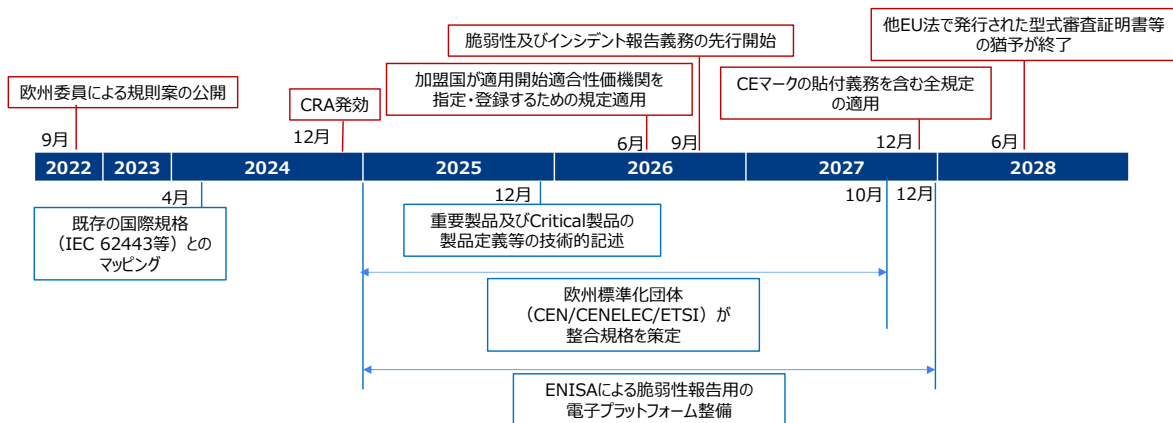 他EU法で発行された型式審査証明書等
の猶予が終了
脆弱性及びインシデント報告義務の先行開始
加盟国が適用開始適合性価機関を
指定・登録するための規定適用
CEマークの貼付義務を含む全規定
の適用
欧州委員による規則案の公開
CRA発効
9月
12月
6月
9月
12月
6月
2022
2023
2024
2025
2026
2027
2028
4月
12月
10月
12月
既存の国際規格
（IEC 62443等）との
マッピング
重要製品及びCritical製品の
製品定義等の技術的記述
欧州標準化団体
（CEN/CENELEC/ETSI）が
整合規格を策定
ENISAによる脆弱性報告用の
電子プラットフォーム整備